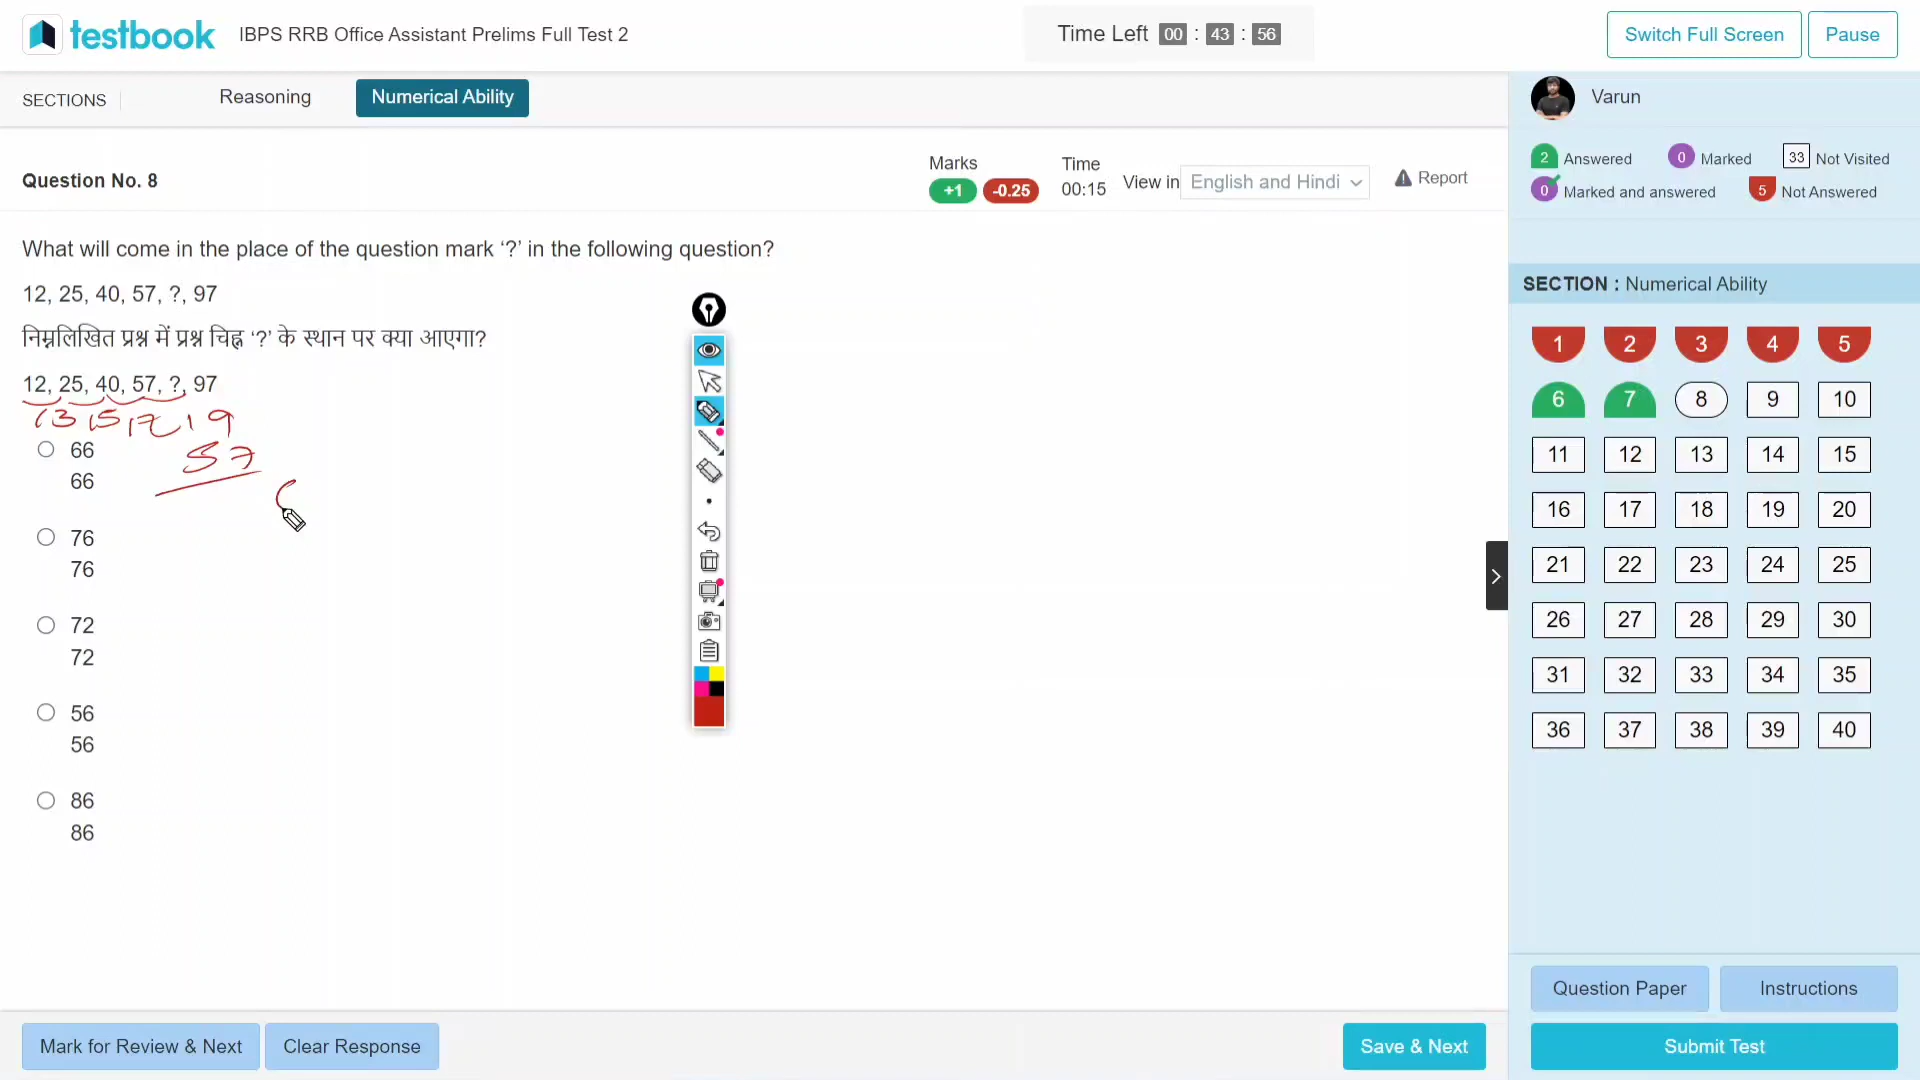 testbook
IBPS RRB Office Assistant Prelims Full Test 2
Time Left 00 : 43 : 56
Switch Full Screen
Pause
SECTIONS
Reasoning
Numerical Ability
Varun
2 Answered
0 Marked
33 Not Visited
0 Marked and answered
5 Not Answered
Question No. 8
Marks
+1 -0.25
Time
00:15
View in English and Hindi
Report
What will come in the place of the question mark ‘?’ in the following question?
12, 25, 40, 57, ?, 97
निम्नलिखित प्रश्न में प्रश्न चिह्न ‘?’ के स्थान पर क्या आएगा?
12, 25, 40, 57, ?, 97
13 15 17 19
57
66
66
76
76
72
72
56
56
86
86
SECTION : Numerical Ability
1 2 3 4 5
6 7 8 9 10
11 12 13 14 15
16 17 18 19 20
21 22 23 24 25
26 27 28 29 30
31 32 33 34 35
36 37 38 39 40
Question Paper
Instructions
Mark for Review & Next
Clear Response
Save & Next
Submit Test